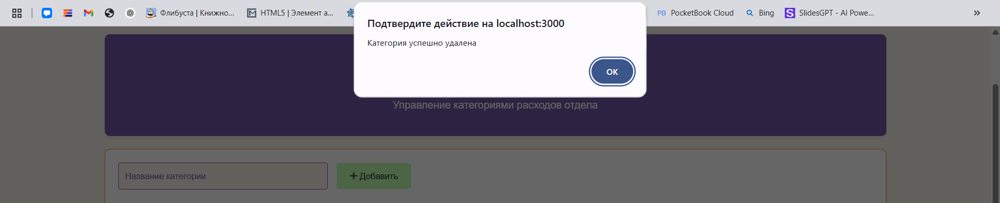 Флибуста | Книжно...
HTML5 | Элемент a...
PB PocketBook Cloud
Bing
S SlidesGPT - AI Powe...
Подтвердите действие на localhost:3000
Категория успешно удалена
ОК
Управление категориями расходов отдела
Название категории
+ Добавить